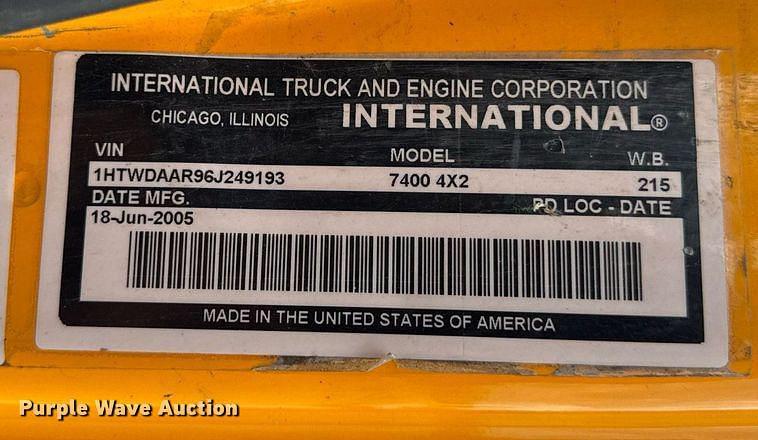 INTERNATIONAL TRUCK AND ENGINE CORPORATION
CHICAGO, ILLINOIS INTERNATIONAL®
VIN MODEL W.B.
1HTWDAAR96J249193 7400 4X2 215
DATE MFG. PD LOC - DATE
18-Jun-2005
MADE IN THE UNITED STATES OF AMERICA
Purple Wave Auction